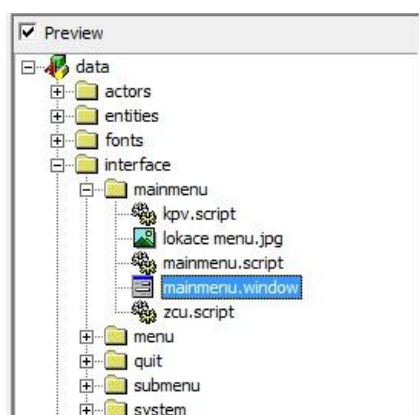 Preview
data
actors
entities
fonts
interface
mainmenu
kpv.script
lokace menu.jpg
mainmenu.script
mainmenu.window
zcu.script
menu
quit
submenu
system